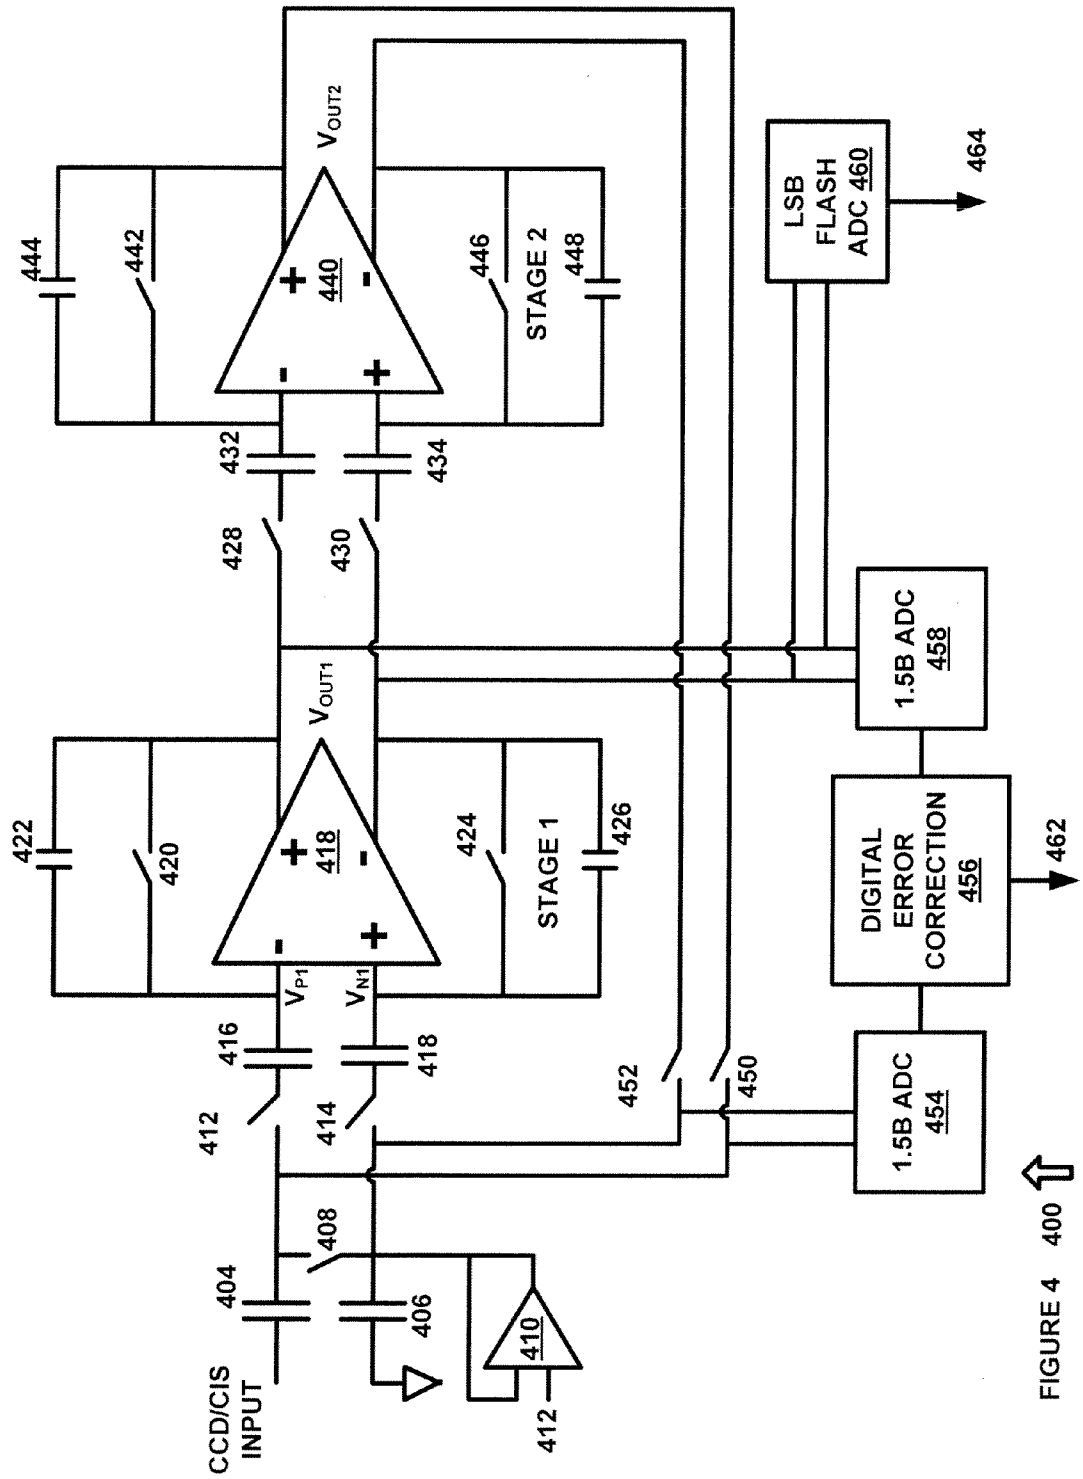 444
442
V_OUT2
+
440
-
-
+
446
STAGE 2
448
432
434
428
430
422
420
V_OUT1
+
418
-
-
+
424
STAGE 1
426
V_P1
V_N1
416
418
412
414
452
450
408
404
406
410
412
CCD/CIS
INPUT
1.5B ADC
454
DIGITAL
ERROR
CORRECTION
456
462
1.5B ADC
458
LSB
FLASH
ADC 460
464
FIGURE 4
400